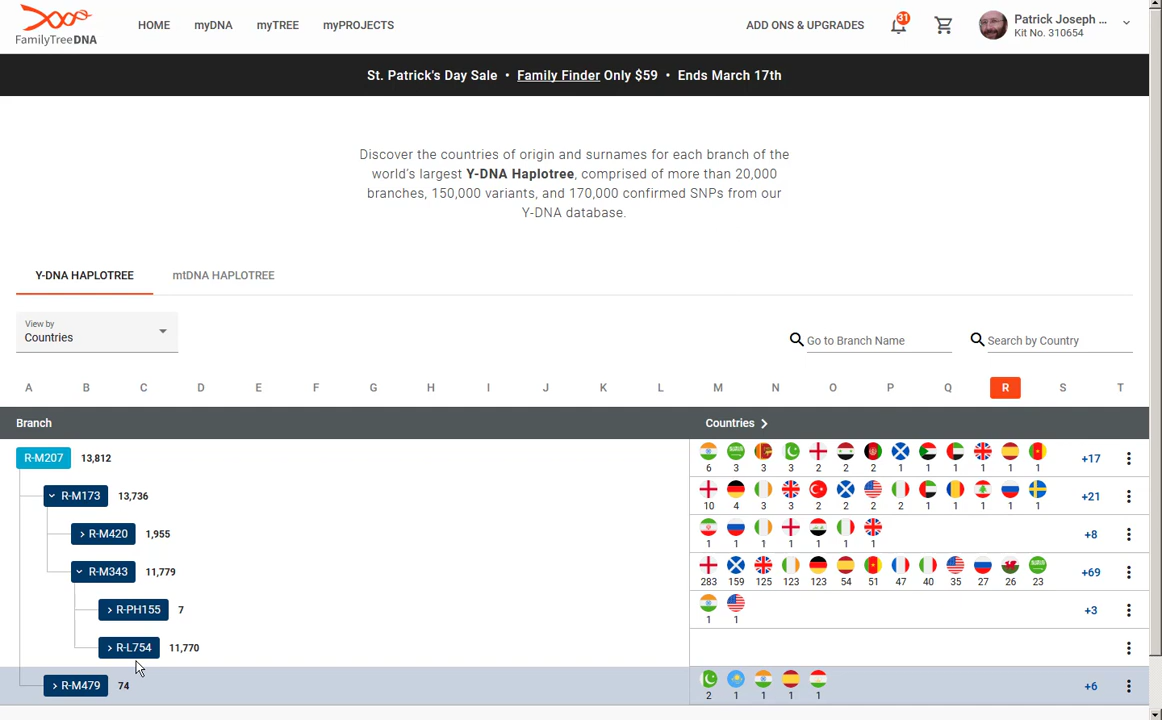 HOME myDNA myTREE myPROJECTS
ADD ONS & UPGRADES 31 Patrick Joseph ...
FamilyTreeDNA
Kit No. 310654
St. Patrick's Day Sale • Family Finder Only $59 • Ends March 17th
Discover the countries of origin and surnames for each branch of the
world's largest Y-DNA Haplotree, comprised of more than 20,000
branches, 150,000 variants, and 170,000 confirmed SNPs from our
Y-DNA database.
Y-DNA HAPLOTREE mtDNA HAPLOTREE
View by
Countries
Go to Branch Name Search by Country
A B C D E F G H I J K L M N O P Q R S T
Branch Countries
R-M207 13,812 +17
6 3 3 3 2 2 2 1 1 1 1 1 1
R-M173 13,736 +21
10 4 3 3 2 2 2 2 1 1 1 1 1
R-M420 1,955 +8
1 1 1 1 1 1 1
R-M343 11,779 +69
283 159 125 123 123 54 51 47 40 35 27 26 23
R-PH155 7 +3
1 1
R-L754 11,770
R-M479 74 +6
2 1 1 1 1